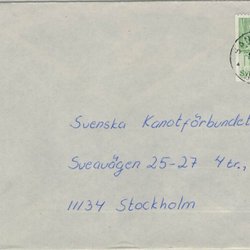 Svenska Kanotförbundet
Sveavägen 25-27 4 tr.,
11134 Stockholm